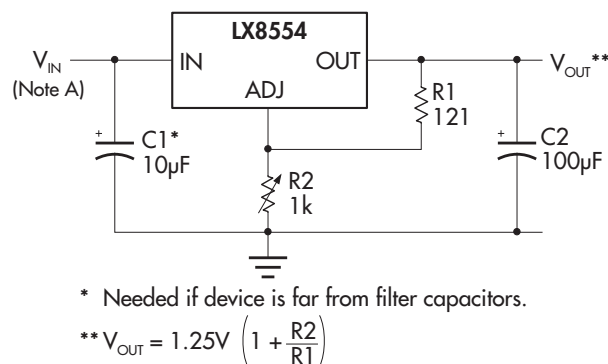 LX8554
V_IN
(Note A)
IN
OUT
V_OUT**
ADJ
R1
121
C1*
10µF
R2
1k
C2
100µF
+
+
* Needed if device is far from filter capacitors.
** V_OUT = 1.25V (1 + R2/R1)